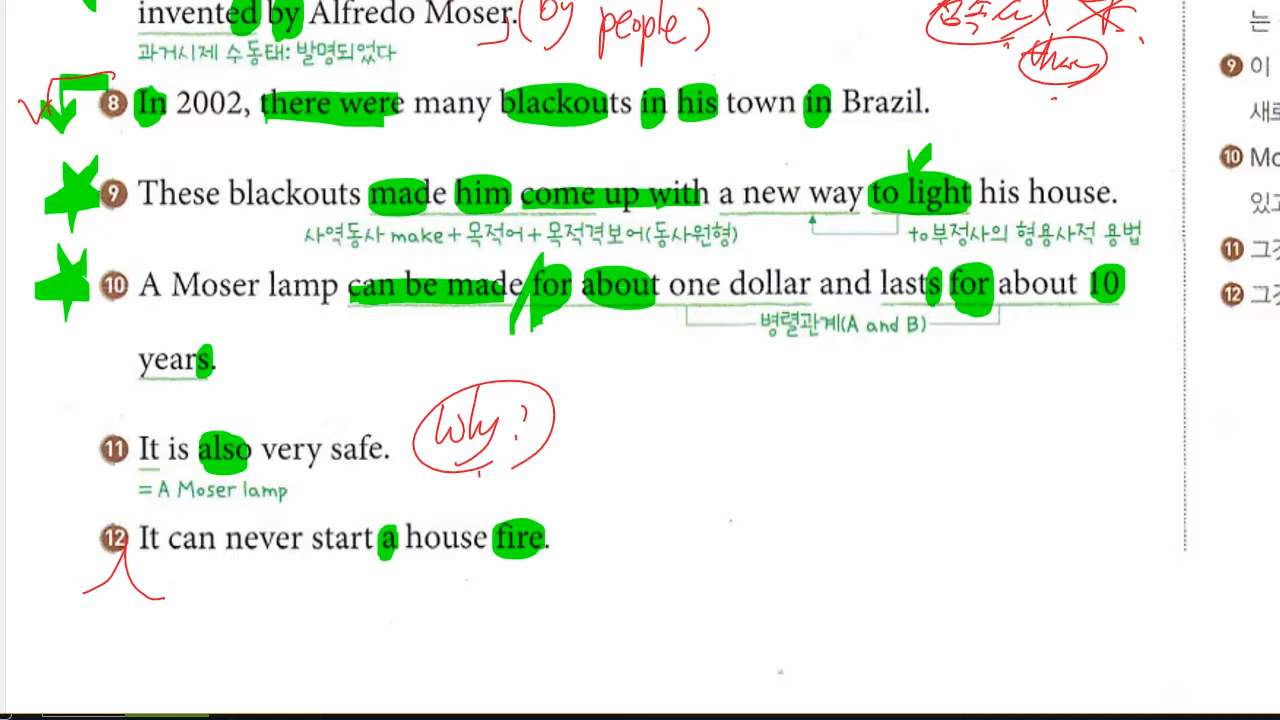 invented by Alfredo Moser. (by people)
과거시제 수동태: 발명되었다
는
than
⑧ In 2002, there were many blackouts in his town in Brazil.
⑨ 이
새로
⑨ These blackouts made him come up with a new way to light his house.
⑩ Mo
있고
사역동사 make + 목적어 + 목적격보어(동사원형)
to부정사의 형용사적 용법
⑪ 그것
⑩ A Moser lamp can be made for about one dollar and lasts for about 10
⑫ 그것
병렬관계(A and B)
years.
Why?
⑪ It is also very safe.
= A Moser lamp
⑫ It can never start a house fire.